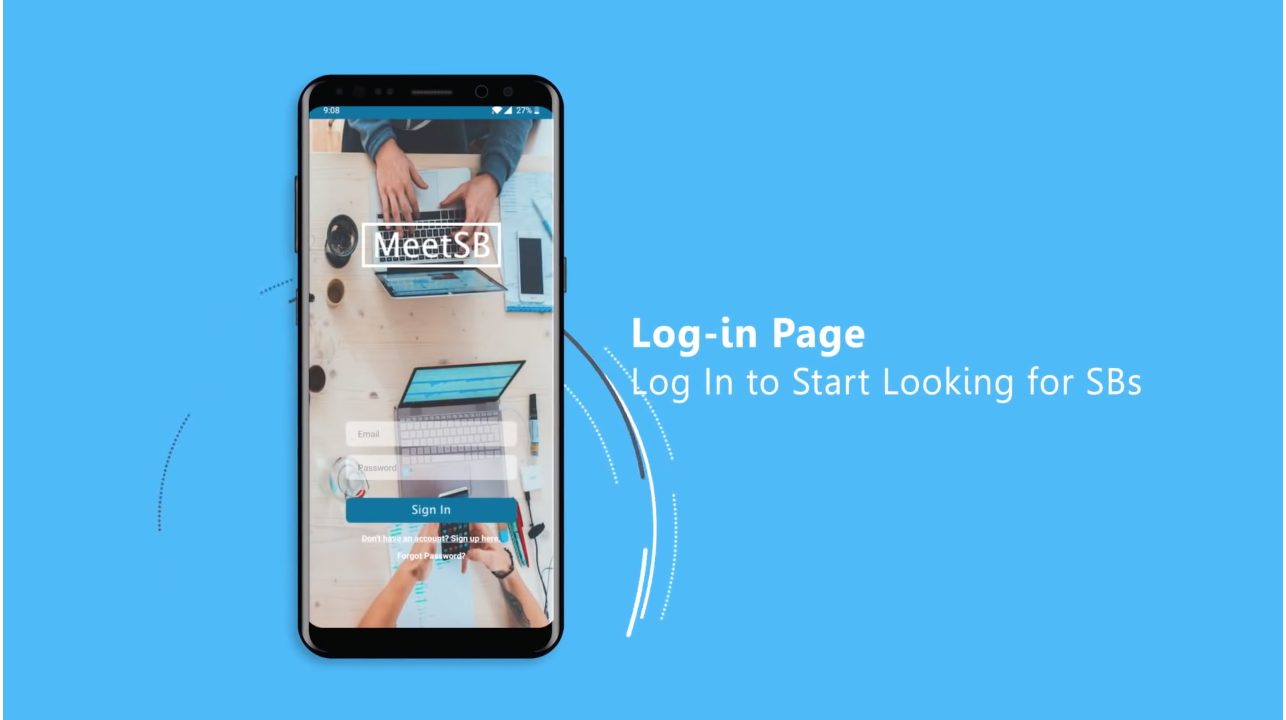 9:08
27%
MeetSB
Email
Password
Sign In
Don't have an account? Sign up here.
Forgot Password?
Log-in Page
Log In to Start Looking for SBs